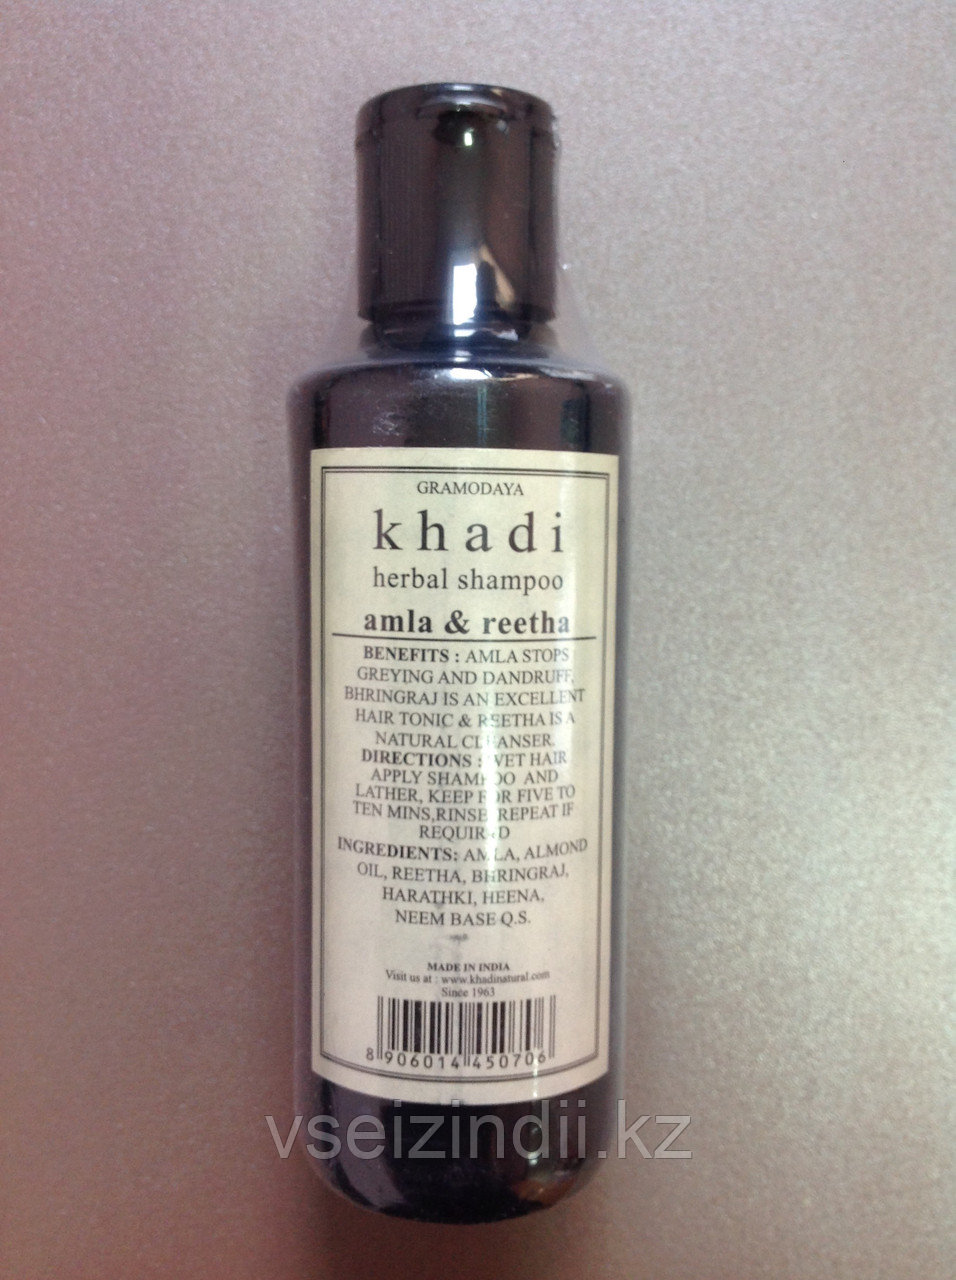 GRAMODAYA
khadi
herbal shampoo
amla & reetha
BENEFITS : AMLA STOPS
GREYING AND DANDRUFF,
BHRINGRAJ IS AN EXCELLENT
HAIR TONIC & REETHA IS A
NATURAL CLEANSER.
DIRECTIONS : WET HAIR
APPLY SHAMPOO AND
LATHER, KEEP FOR FIVE TO
TEN MINS,RINSE REPEAT IF
REQUIRED
INGREDIENTS: AMLA, ALMOND
OIL, REETHA, BHRINGRAJ,
HARATHKI, HEENA,
NEEM BASE Q.S.
MADE IN INDIA
Visit us at : www.khadinatural.com
Since 1963
8 906014 450706
vseizindii.kz